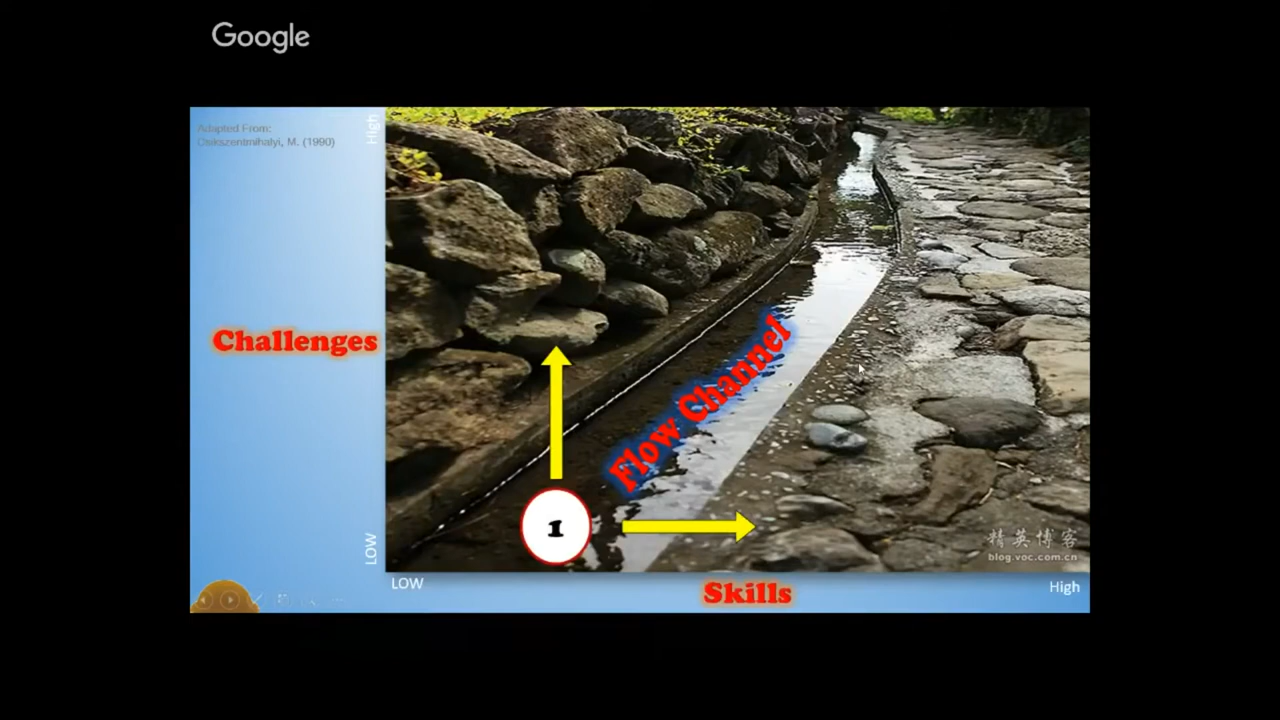 Google
Adapted From:
Csikszentmihalyi, M. (1990)
High
Challenges
LOW
Flow Channel
1
精英博客
blog.voc.com.cn
LOW
Skills
High